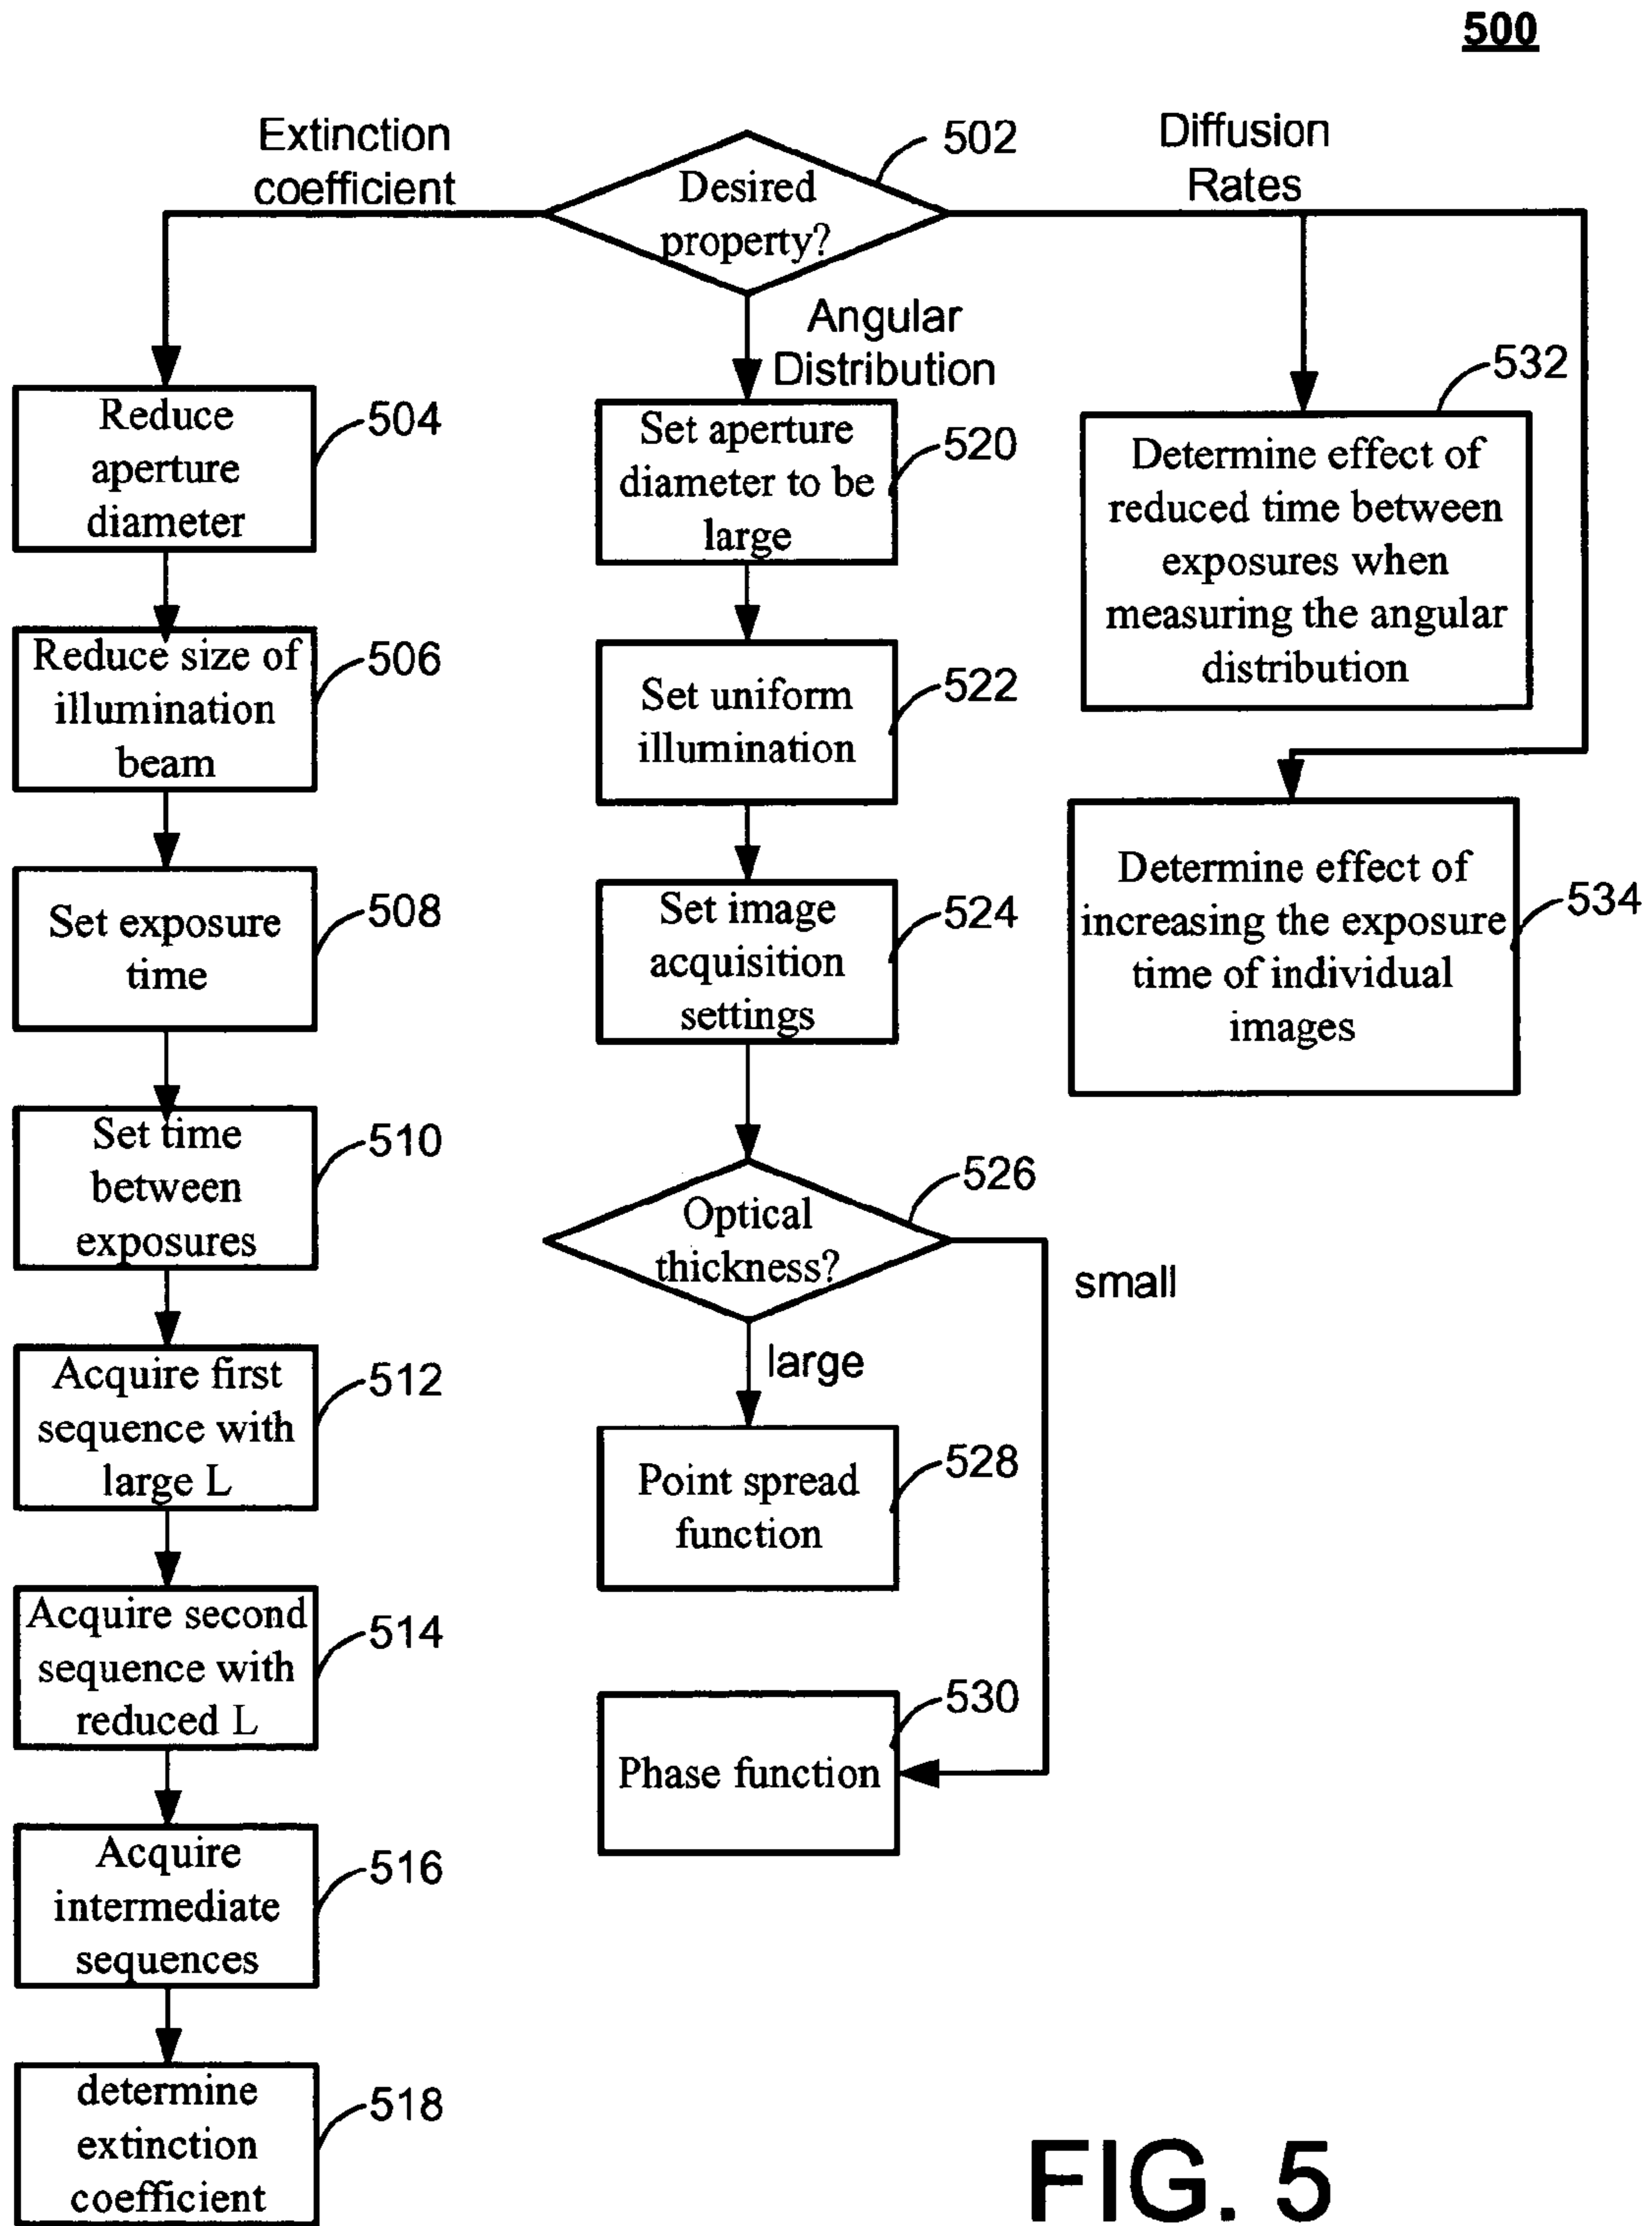 500
Extinction
coefficient
Desired
property?
502
Diffusion
Rates
Angular
Distribution
Reduce
aperture
diameter
504
Reduce size of
illumination
beam
506
Set exposure
time
508
Set time
between
exposures
510
Acquire first
sequence with
large L
512
Acquire second
sequence with
reduced L
514
Acquire
intermediate
sequences
516
determine
extinction
coefficient
518
Set aperture
diameter to be
large
520
Set uniform
illumination
522
Set image
acquisition
settings
524
Optical
thickness?
526
small
large
Point spread
function
528
Phase function
530
Determine effect of
reduced time between
exposures when
measuring the angular
distribution
532
Determine effect of
increasing the exposure
time of individual
images
534
FIG. 5